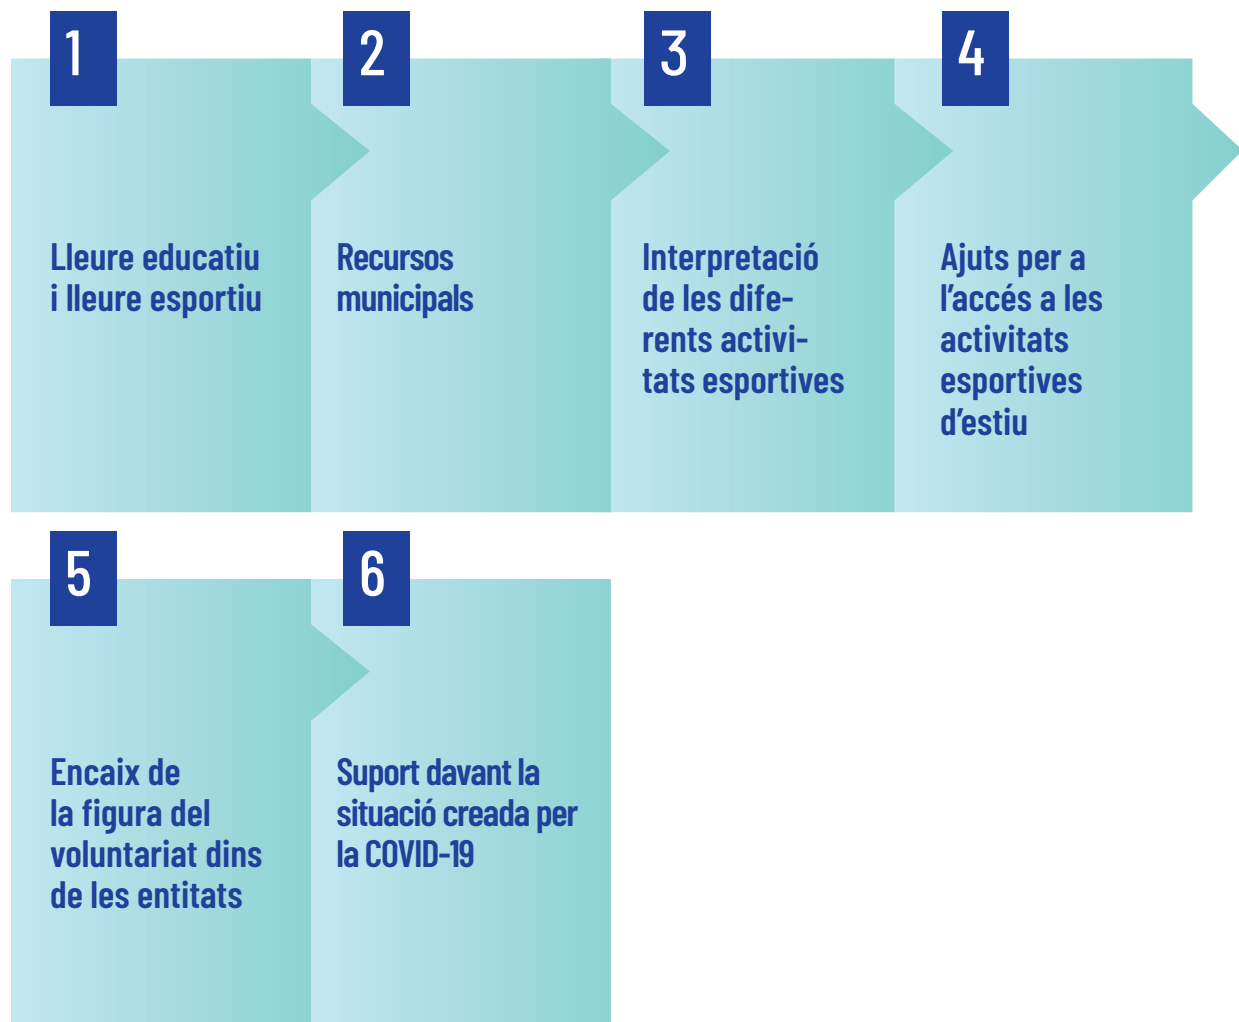 1
Lleure educatiu
i lleure esportiu
2
Recursos
municipals
3
Interpretació
de les dife-
rents activi-
tats esportives
4
Ajuts per a
l’accés a les
activitats
esportives
d’estiu
5
Encaix de
la figura del
voluntariat dins
de les entitats
6
Suport davant la
situació creada per
la COVID-19